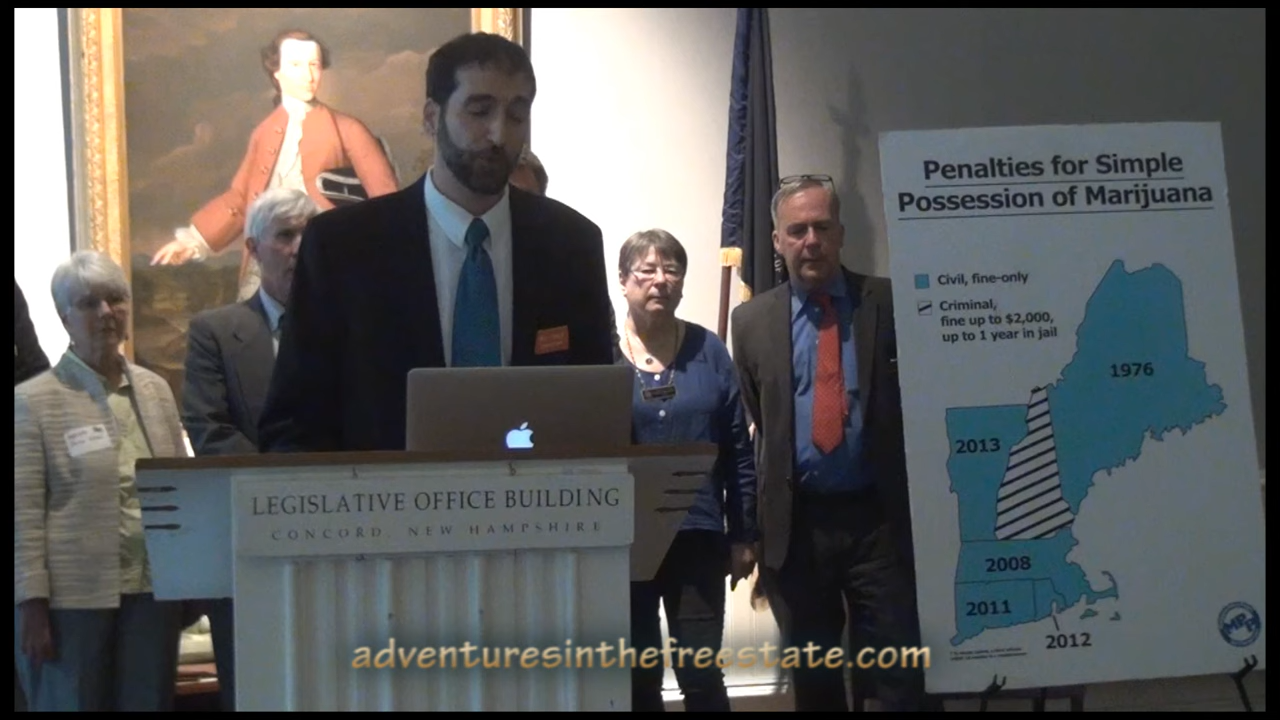 Penalties for Simple
Possession of Marijuana
Civil, fine-only
Criminal,
fine up to $2,000,
up to 1 year in jail
1976
2013
2008
2011
2012
MPP
LEGISLATIVE OFFICE BUILDING
CONCORD, NEW HAMPSHIRE
adventuresinthefreestate.com